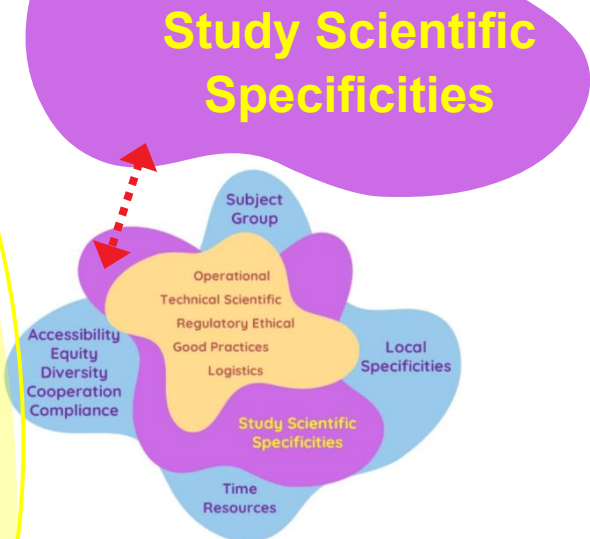 Study Scientific
Specificities
Subject
Group
Operational
Technical Scientific
Regulatory Ethical
Good Practices
Logistics
Accessibility
Equity
Diversity
Cooperation
Compliance
Local
Specificities
Study Scientific
Specificities
Time
Resources